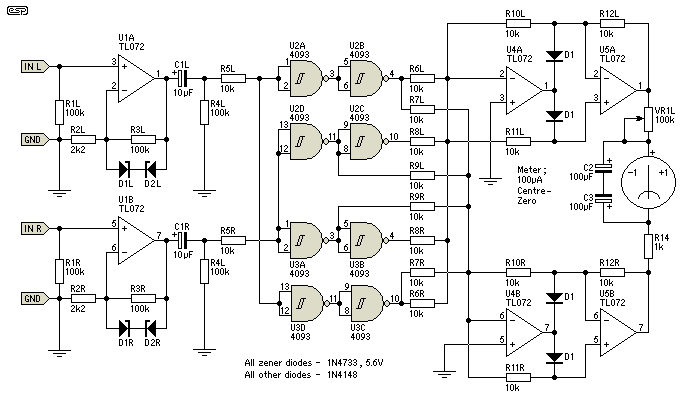 esp
U1A
TL072
IN L
3
2
1
+
-
C1L
+
10µF
R1L
100k
GND
R2L
2k2
R3L
100k
D1L D2L
R4L
100k
R5L
10k
U2A
4093
1
2
3
U2B
4093
5
6
4
R6L
10k
R7L
10k
U2D
4093
13
12
11
U2C
4093
9
8
10
R8L
10k
R9L
10k
R10L
10k
U4A
TL072
2
3
1
-
+
D1
D1
R11L
10k
R12L
10k
U5A
TL072
2
3
1
-
+
VR1L
100k
Meter;
100µA
Centre-
Zero
C2
100µF
+
C3
100µF
+
+
-1 +1
-
U1B
TL072
IN R
5
6
7
+
-
C1R
+
10µF
R1R
100k
GND
R2R
2k2
R3R
100k
D1R D2R
R4L
100k
R5R
10k
U3A
4093
1
2
3
U3B
4093
5
6
4
R9R
10k
R8R
10k
R7R
10k
R6R
10k
U3D
4093
13
12
11
U3C
4093
9
8
10
R10R
10k
U4B
TL072
6
5
7
-
+
D1
D1
R11R
10k
R12R
10k
U5B
TL072
6
5
7
-
+
R14
1k
All zener diodes - 1N4733, 5.6V
All other diodes - 1N4148